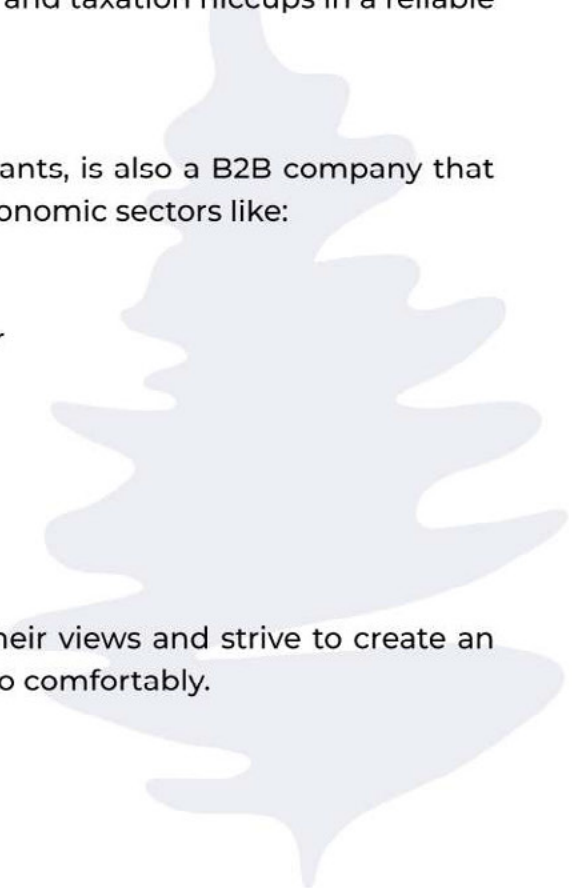 and taxation hiccups in a reliable
ants, is also a B2B company that
onomic sectors like:
r
heir views and strive to create an
o comfortably.